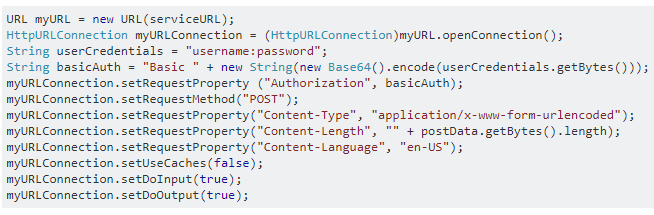 URL myURL = new URL(serviceURL);
HttpURLConnection myURLConnection = (HttpURLConnection)myURL.openConnection();
String userCredentials = "username:password";
String basicAuth = "Basic " + new String(new Base64().encode(userCredentials.getBytes()));
myURLConnection.setRequestProperty ("Authorization", basicAuth);
myURLConnection.setRequestMethod("POST");
myURLConnection.setRequestProperty("Content-Type", "application/x-www-form-urlencoded");
myURLConnection.setRequestProperty("Content-Length", "" + postData.getBytes().length);
myURLConnection.setRequestProperty("Content-Language", "en-US");
myURLConnection.setUseCaches(false);
myURLConnection.setDoInput(true);
myURLConnection.setDoOutput(true);